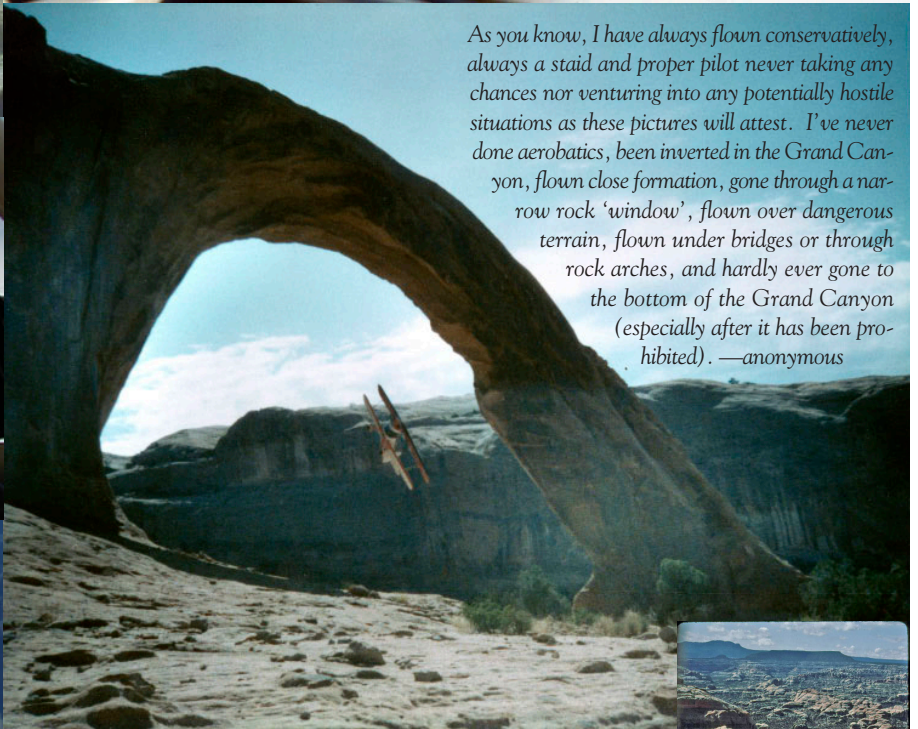 As you know, I have always flown conservatively,
always a staid and proper pilot never taking any
chances nor venturing into any potentially hostile
situations as these pictures will attest.  I've never
done aerobatics, been inverted in the Grand Can-
yon, flown close formation, gone through a nar-
row rock ‘window’, flown over dangerous
terrain, flown under bridges or through
rock arches, and hardly ever gone to
the bottom of the Grand Canyon
(especially after it has been pro-
hibited). —anonymous